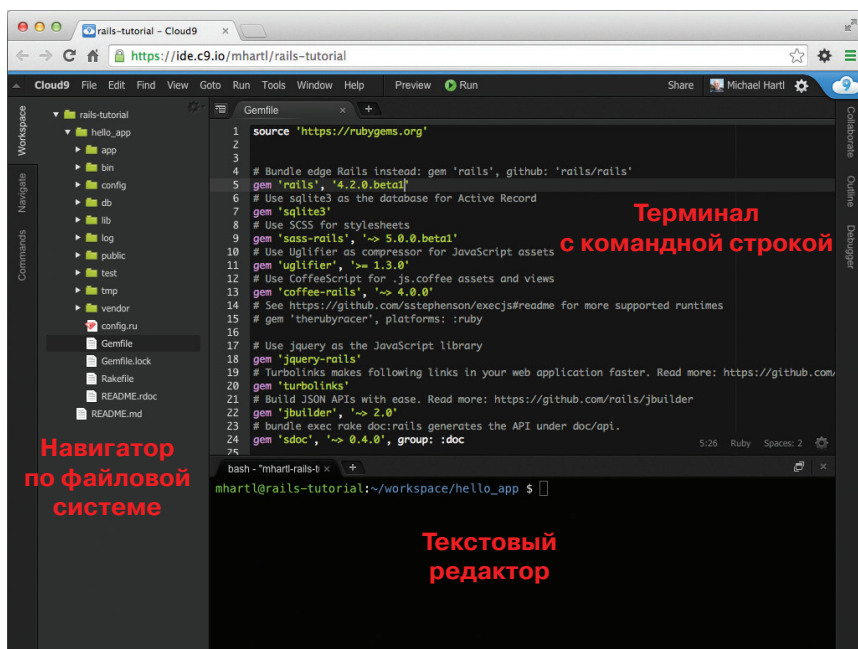 rails-tutorial – Cloud9
https://ide.c9.io/mhartl/rails-tutorial
Cloud9 File Edit Find View Goto Run Tools Window Help Preview Run Share Michael Hartl
Workspace
Navigate
Commands
rails-tutorial
hello_app
app
bin
config
db
lib
log
public
test
tmp
vendor
config.ru
Gemfile
Gemfile.lock
Rakefile
README.rdoc
README.md
Навигатор
по файловой
системе
Gemfile
1 source 'https://rubygems.org'
2
3
4 # Bundle edge Rails instead: gem 'rails', github: 'rails/rails'
5 gem 'rails', '4.2.0.beta1'
6 # Use sqlite3 as the database for Active Record
7 gem 'sqlite3'
8 # Use SCSS for stylesheets
9 gem 'sass-rails', '~> 5.0.0.beta1'
10 # Use Uglifier as compressor for JavaScript assets
11 gem 'uglifier', '>= 1.3.0'
12 # Use CoffeeScript for .js.coffee assets and views
13 gem 'coffee-rails', '~> 4.0.0'
14 # See https://github.com/sstephenson/execjs#readme for more supported runtimes
15 # gem 'therubyracer', platforms: :ruby
16
17 # Use jquery as the JavaScript library
18 gem 'jquery-rails'
19 # Turbolinks makes following links in your web application faster. Read more: https://github.com/
20 gem 'turbolinks'
21 # Build JSON APIs with ease. Read more: https://github.com/rails/jbuilder
22 gem 'jbuilder', '~> 2.0'
23 # bundle exec rake doc:rails generates the API under doc/api.
24 gem 'sdoc', '~> 0.4.0', group: :doc
25
Терминал
с командной строкой
5:26 Ruby Spaces: 2
Collaborate
Outline
Debugger
bash - "mhartl-rails-t
mhartl@rails-tutorial:~/workspace/hello_app $
Текстовый
редактор